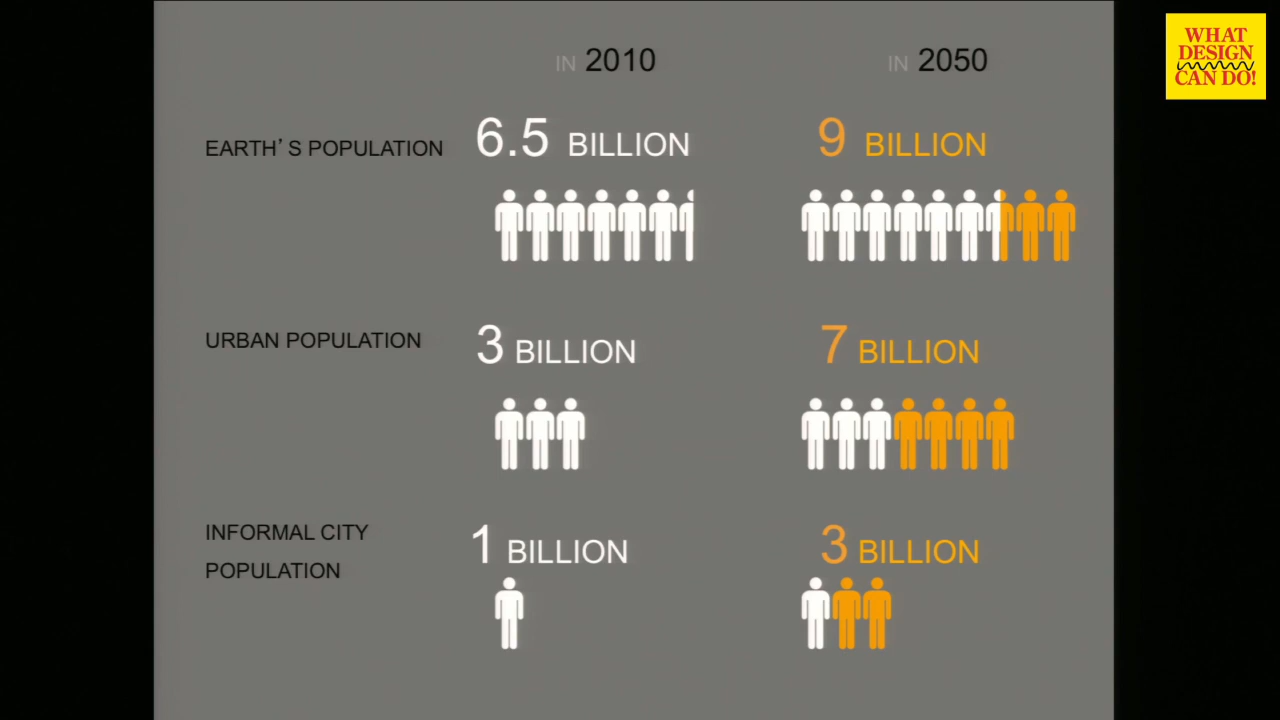 WHAT
DESIGN
CAN DO!
IN 2010
IN 2050
EARTH'S POPULATION
6.5 BILLION
9 BILLION
URBAN POPULATION
3 BILLION
7 BILLION
INFORMAL CITY
POPULATION
1 BILLION
3 BILLION